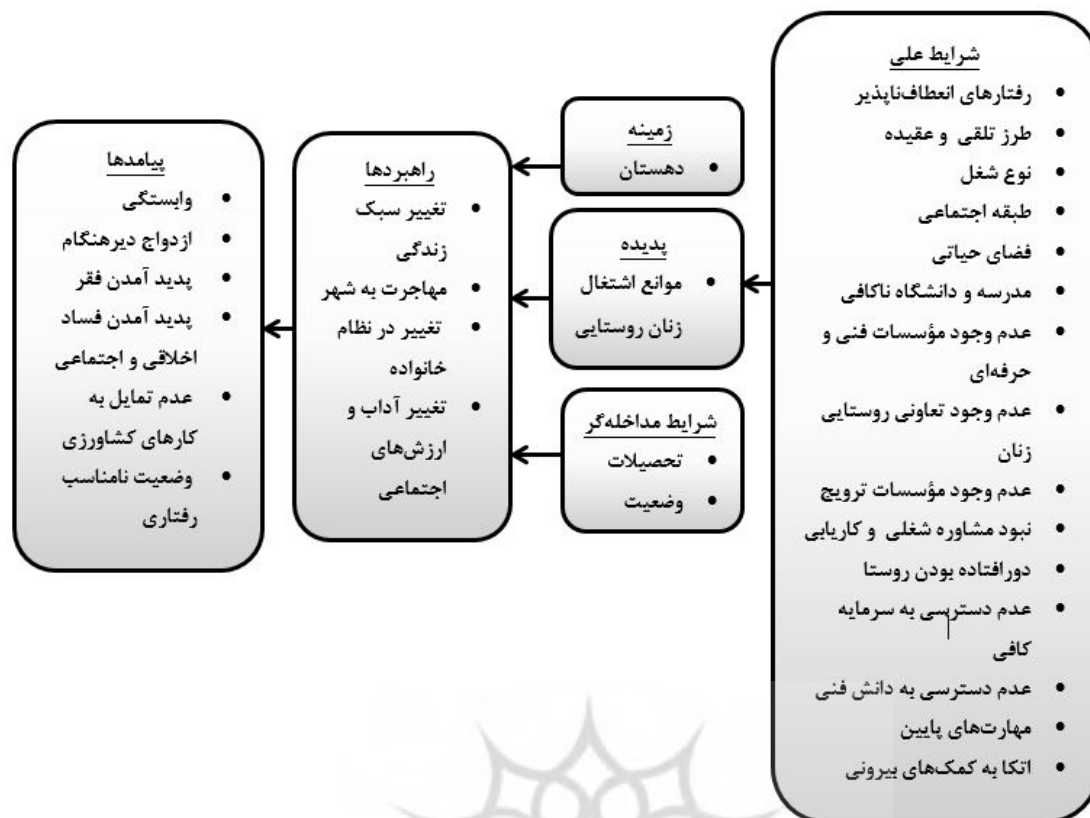 شرایط علی
• رفتارهای انعطاف‌ناپذیر
• طرز تلقی و عقیده
• نوع شغل
• طبقه اجتماعی
• فضای حیاتی
• مدرسه و دانشگاه ناکافی
• عدم وجود مؤسسات فنی و
حرفه‌ای
• عدم وجود تعاونی روستایی
زنان
• عدم وجود مؤسسات ترویج
• نبود مشاوره شغلی و کاریابی
• دورافتاده بودن روستا
• عدم دسترسی به سرمایه
کافی
• عدم دسترسی به دانش فنی
• مهارت‌های پایین
• اتکا به کمک‌های بیرونی
زمینه
• دهستان
پدیده
• موانع اشتغال
زنان روستایی
شرایط مداخله‌گر
• تحصیلات
• وضعیت
راهبردها
• تغییر سبک
زندگی
• مهاجرت به شهر
• تغییر در نظام
خانواده
• تغییر آداب و
ارزش‌های
اجتماعی
پیامدها
• وابستگی
• ازدواج دیرهنگام
• پدید آمدن فقر
• پدید آمدن فساد
اخلاقی و اجتماعی
• عدم تمایل به
کارهای کشاورزی
• وضعیت نامناسب
رفتاری